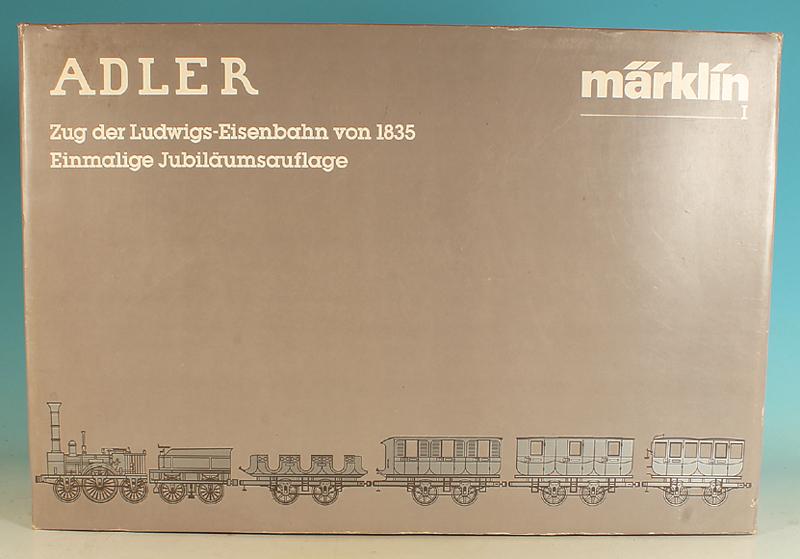 ADLER
märklin
I
Zug der Ludwigs-Eisenbahn von 1835
Einmalige Jubiläumsauflage